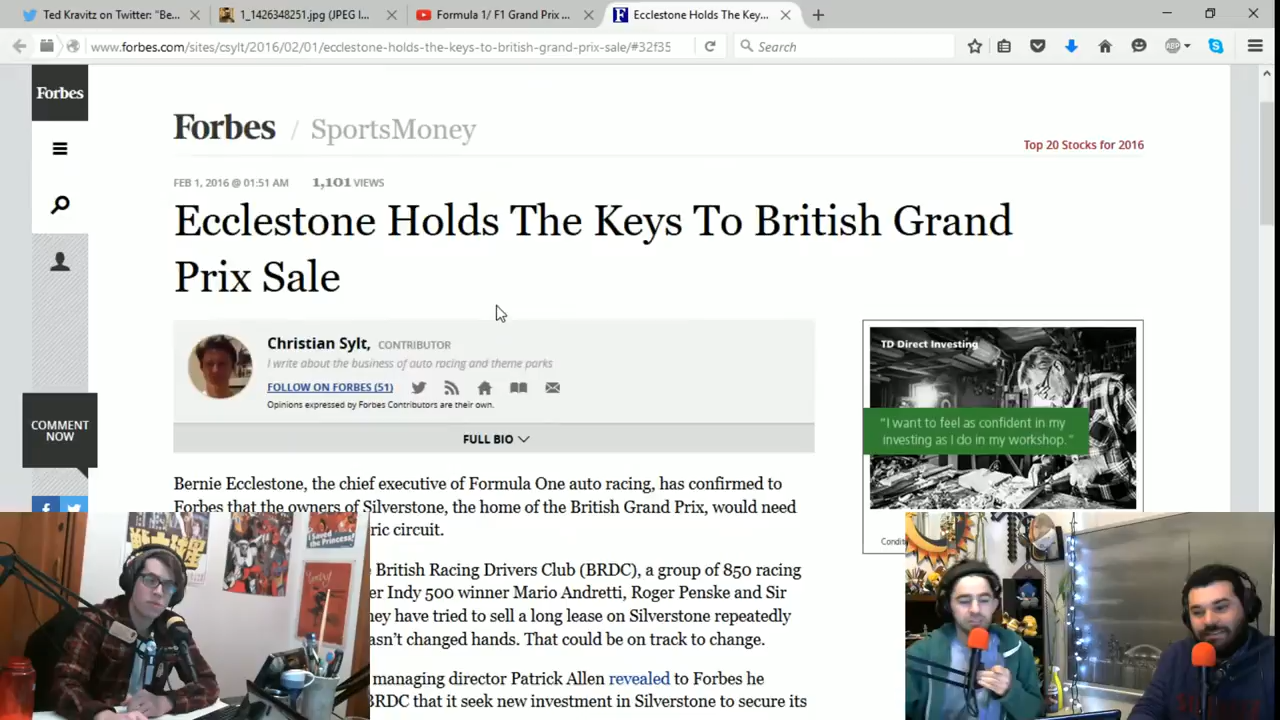 Ted Kravitz on Twitter: "Be...
1_1426348251.jpg (JPEG I...
Formula 1/ F1 Grand Prix ...
Ecclestone Holds The Key...
www.forbes.com/sites/csylt/2016/02/01/ecclestone-holds-the-keys-to-british-grand-prix-sale/#32f35
Search
ABP
Forbes
Forbes / SportsMoney
Top 20 Stocks for 2016
FEB 1, 2016 @ 01:51 AM 1,101 VIEWS
Ecclestone Holds The Keys To British Grand
Prix Sale
Christian Sylt, CONTRIBUTOR
I write about the business of auto racing and theme parks
FOLLOW ON FORBES (51)
Opinions expressed by Forbes Contributors are their own.
FULL BIO
COMMENT
NOW
TD Direct Investing
"I want to feel as confident in my
investing as I do in my workshop."
Bernie Ecclestone, the chief executive of Formula One auto racing, has confirmed to
Forbes that the owners of Silverstone, the home of the British Grand Prix, would need
ric circuit.
British Racing Drivers Club (BRDC), a group of 850 racing
er Indy 500 winner Mario Andretti, Roger Penske and Sir
hey have tried to sell a long lease on Silverstone repeatedly
asn't changed hands. That could be on track to change.
managing director Patrick Allen revealed to Forbes he
BRDC that it seek new investment in Silverstone to secure its
Condit
I Saved
the Princess!